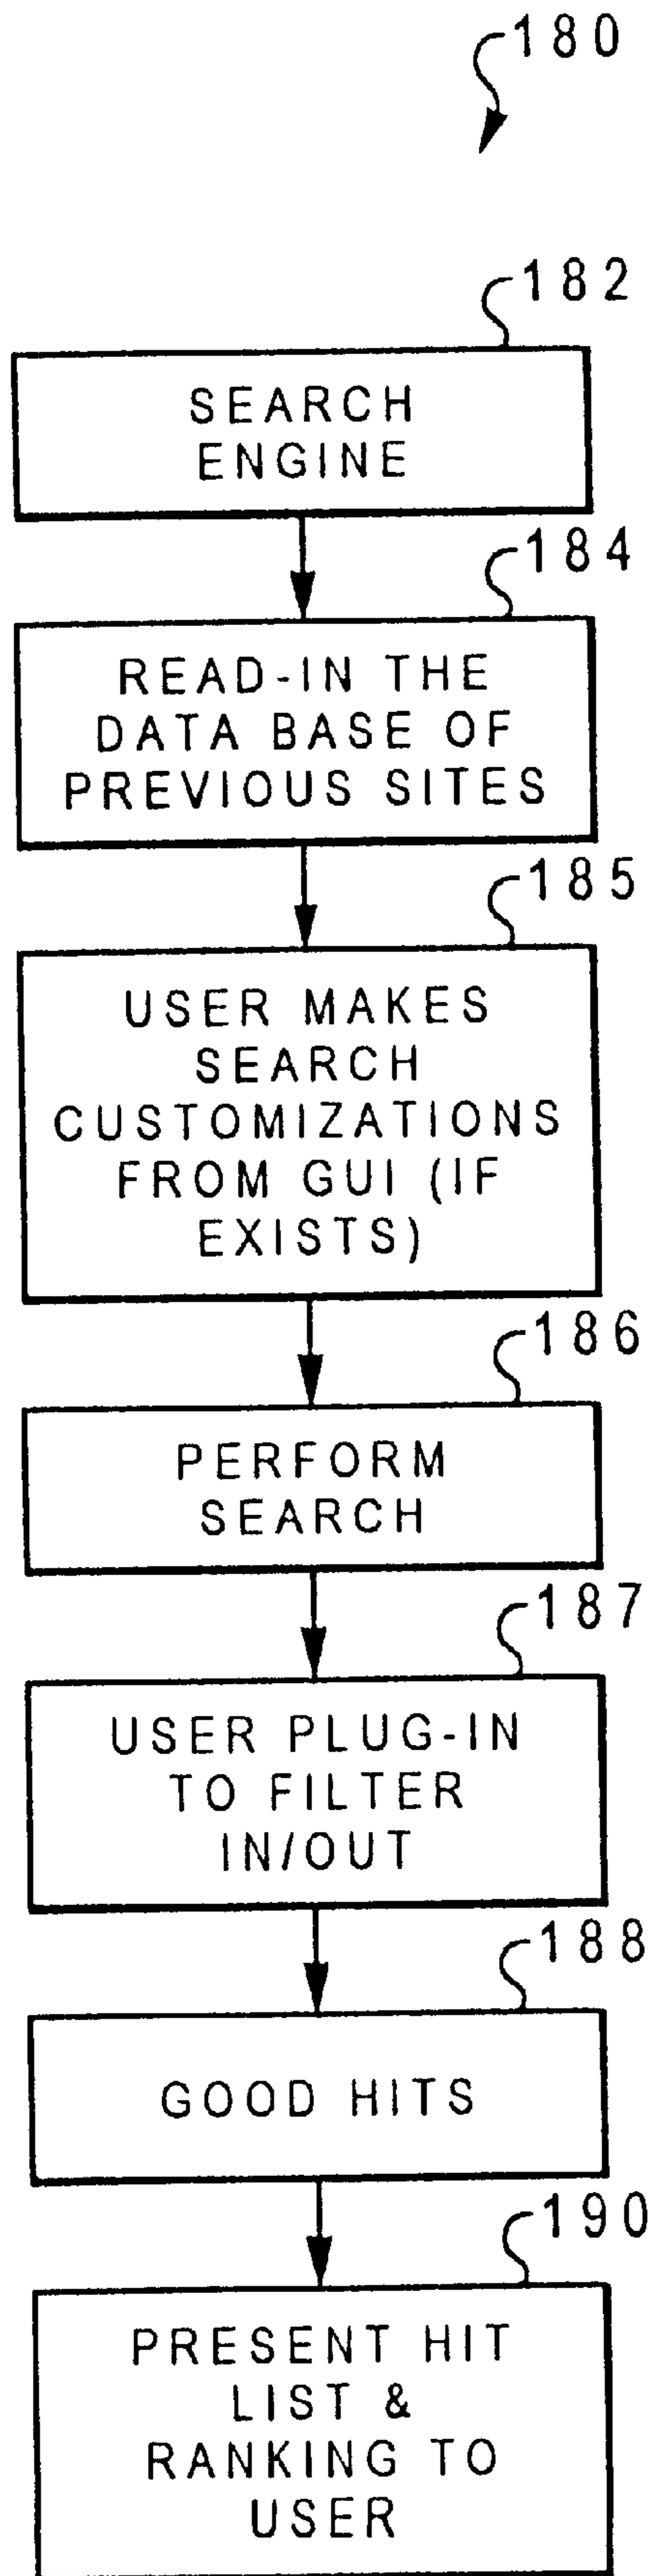 180
182
SEARCH
ENGINE
184
READ-IN THE
DATA BASE OF
PREVIOUS SITES
185
USER MAKES
SEARCH
CUSTOMIZATIONS
FROM GUI (IF
EXISTS)
186
PERFORM
SEARCH
187
USER PLUG-IN
TO FILTER
IN/OUT
188
GOOD HITS
190
PRESENT HIT
LIST &
RANKING TO
USER